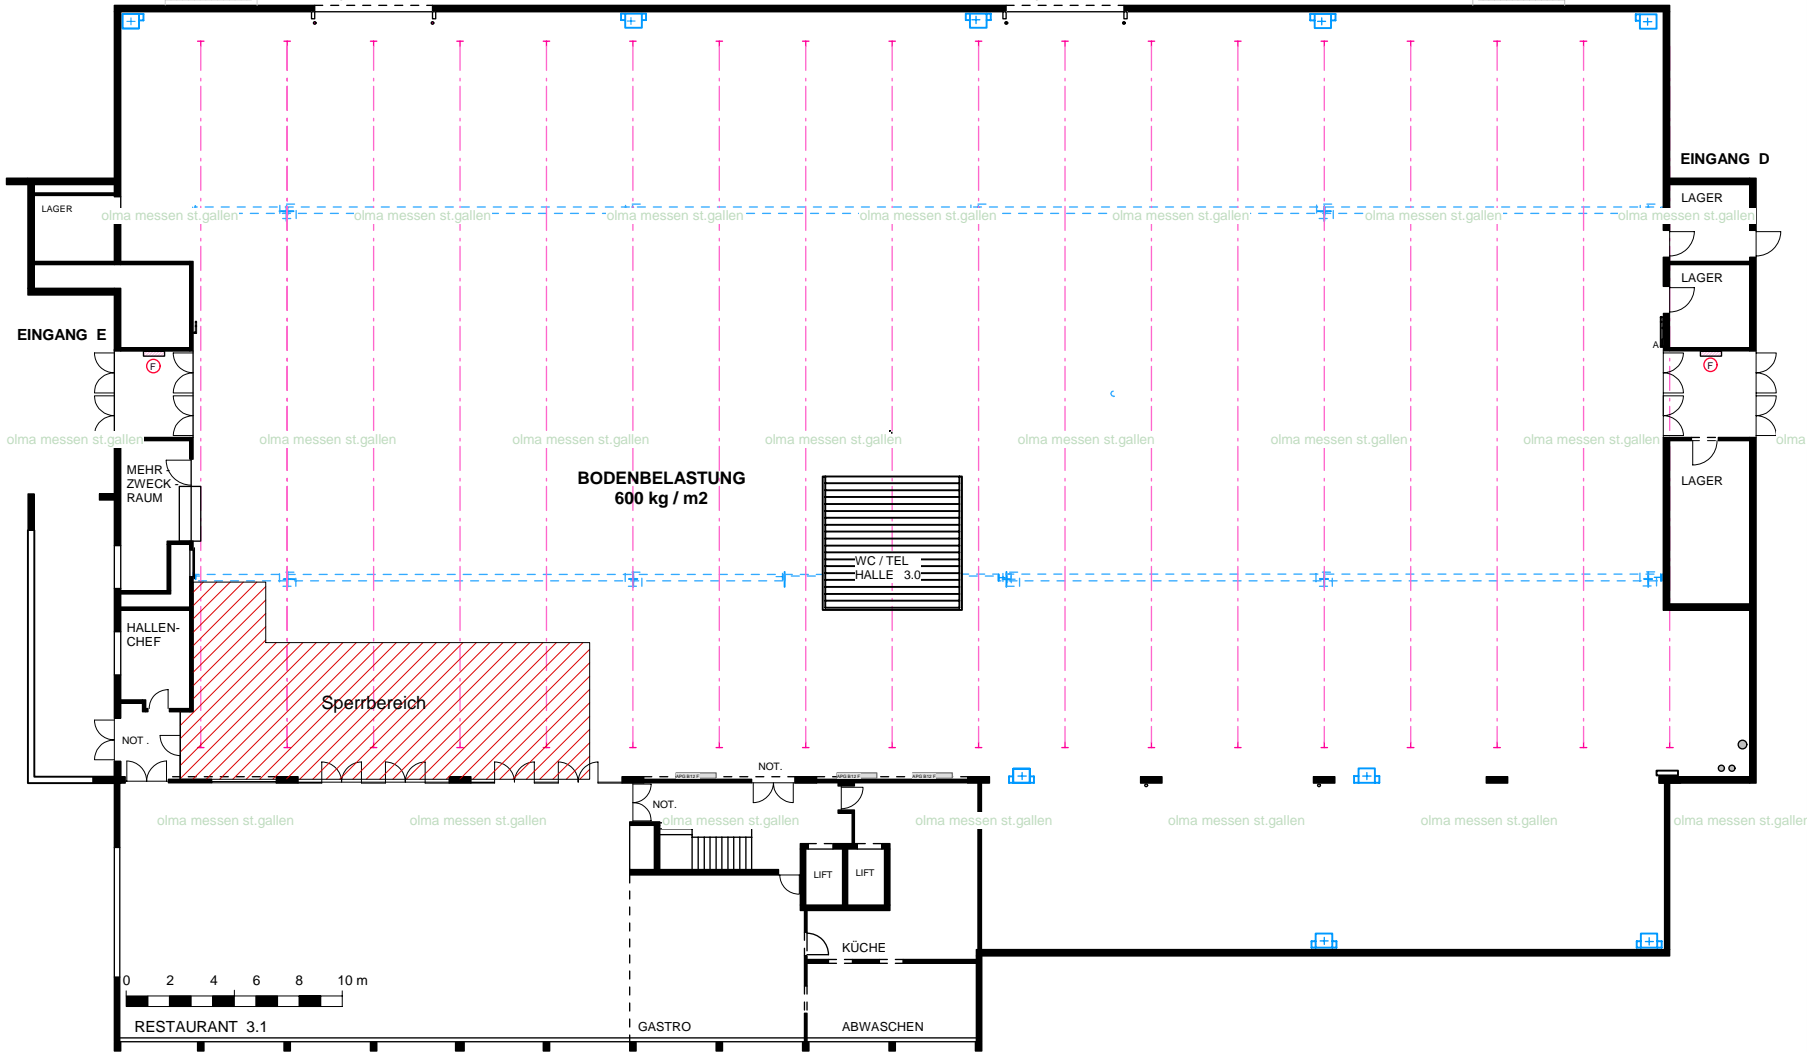 EINGANG D
LAGER
LAGER
olma messen st.gallen olma messen st.gallen olma messen st.gallen olma messen st.gallen olma messen st.gallen olma messen st.gallen olma messen st.gallen
LAGER
EINGANG E
A
F
F
olma messen st.gallen olma messen st.gallen olma messen st.gallen olma messen st.gallen olma messen st.gallen olma messen st.gallen olma messen st.gallen olma
MEHR -
ZWECK -
RAUM
BODENBELASTUNG
600 kg / m2
LAGER
WC / TEL
HALLE 3.0
HALLEN-
CHEF
Sperrbereich
NOT .
NOT.
NOT.
olma messen st.gallen olma messen st.gallen olma messen st.gallen olma messen st.gallen olma messen st.gallen olma messen st.gallen olma messen st.galler
LIFT
LIFT
KÜCHE
0 2 4 6 8 10 m
RESTAURANT 3.1
GASTRO
ABWASCHEN